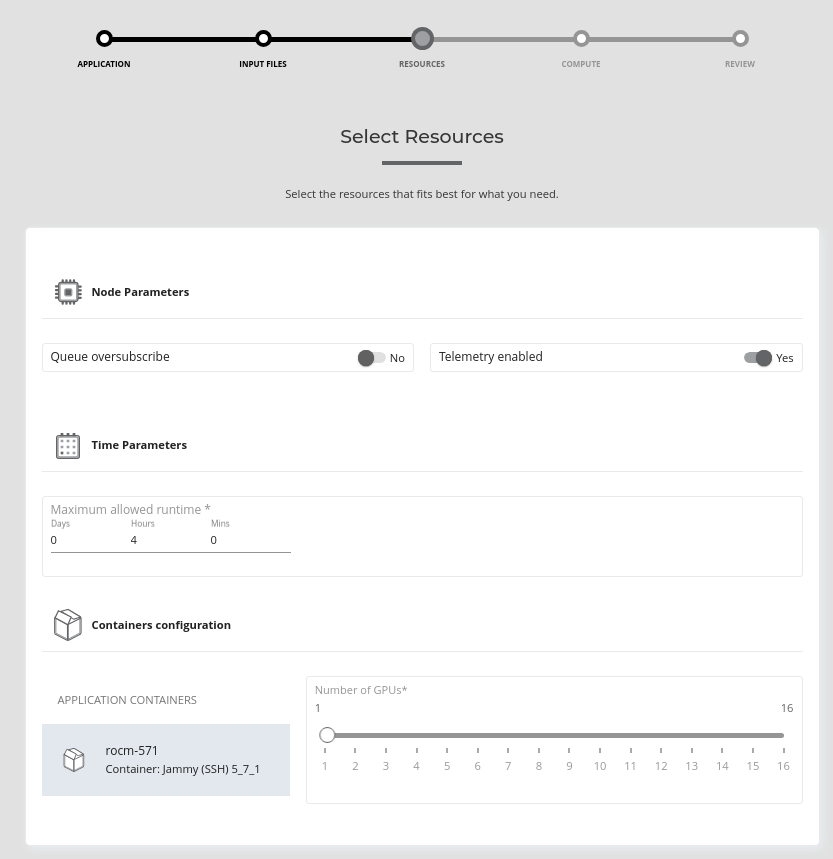 APPLICATION INPUT FILES RESOURCES COMPUTE REVIEW
Select Resources
Select the resources that fits best for what you need.
Node Parameters
Queue oversubscribe No Telemetry enabled Yes
Time Parameters
Maximum allowed runtime *
Days Hours Mins
0 4 0
Containers configuration
APPLICATION CONTAINERS
rocm-571
Container: Jammy (SSH) 5_7_1
Number of GPUs*
1 16
1 2 3 4 5 6 7 8 9 10 11 12 13 14 15 16